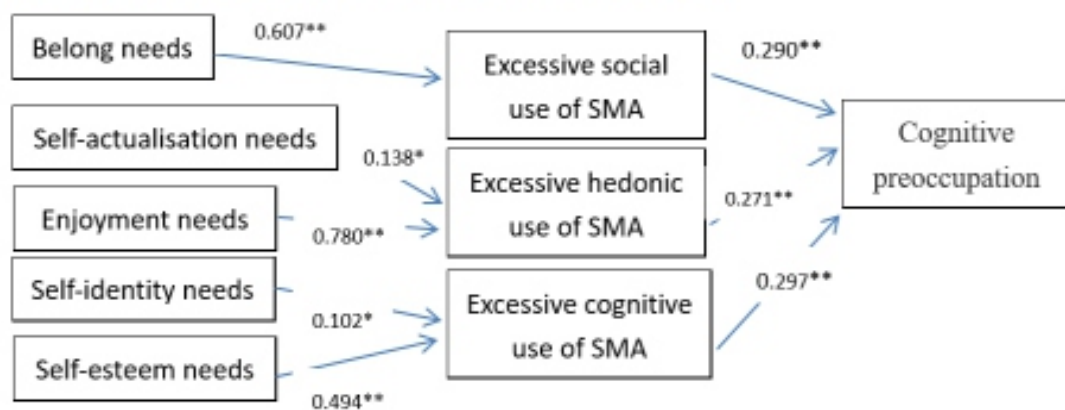 Belong needs
0.607**
Excessive social
use of SMA
0.290**
Self-actualisation needs
0.138*
Cognitive
preoccupation
Enjoyment needs
0.780**
Excessive hedonic
use of SMA
0.271**
Self-identity needs
0.102*
Excessive cognitive
use of SMA
0.297**
Self-esteem needs
0.494**